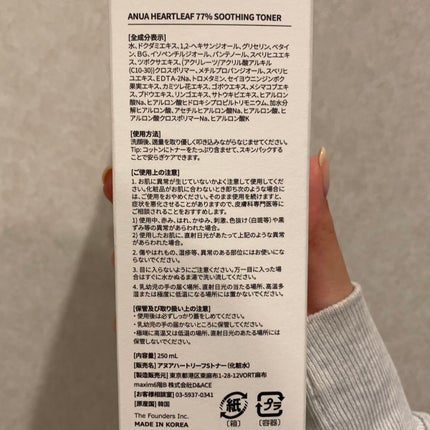 ANUA HEARTLEAF 77% SOOTHING TONER
[全成分表示]
水、ドクダミエキス、1,2-ヘキサンジオール、グリセリン、ベタイ
ン、BG、イソペンチルジオール、パンテノール、スベリヒユエキ
ス、ツボクサエキス、(アクリレーツ/アクリル酸アルキル
(C10-30))クロスポリマー、メチルプロパンジオール、スベリヒ
ユエキス、EDTA-2Na、トロメタミン、セイヨウニンジンボク
果実エキス、カミツレ花エキス、ゴボウエキス、メシマコブエキ
ス、ブドウエキス、リンゴエキス、サトウキビエキス、ヒアルロン
酸Na、ヒアルロン酸ヒドロキシプロピルトリモニウム、加水分
解ヒアルロン酸、アセチルヒアルロン酸Na、ヒアルロン酸、ヒア
ルロン酸クロスポリマーNa、ヒアルロン酸K
[使用方法]
洗顔後、適量を取り優しく叩き込みながらなじませてください。
Tip: コットンにトナーをたっぷり含ませて、スキンパックする
ことで安らぎケアできます。
[ご使用上の注意]
1. お肌に異常が生じていないかよく注意して使用してくださ
い。化粧品がお肌に合わないとき即ち次のような場合に
は、ご使用をおやめください。そのまま使用を続けますと、
症状を悪化させることがありますので、皮膚科専門医等に
ご相談されることをおすすめします。
1) 使用中、赤み、はれ、かゆみ、刺激、色抜け(白斑等)や黒
ずみ等の異常があらわれた場合。
2) 使用したお肌に、直射日光があたって上記のような異常
があらわれた場合。
2. 傷やはれもの、湿疹等、異常のある部位にはお使いにな
らないでください。
3. 目に入らないようにご注意ください。万一目に入った場
合はすぐに水かぬるま湯で洗い流してください。
4. 乳幼児の手の届く場所、直射日光の当たる場所、高温多
湿または極度に低温になる場所には置かないでください。
[保管及び取り扱い上の注意]
・使用後は必ずしっかり蓋をしめてください。
・乳幼児の手の届かないところに保管してください。
・極端に高温又は低温の場所、直射日光のあたる場所には
保管しないでください。
[内容量] 250 mL
[販売名] アヌアハートリーフSトナー(化粧水)
[製造販売元] 東京都港区東麻布1-28-12VORT麻布
maxim6階B 株式会社D&ACE
[お客様相談室] 03-5937-0341
[原産国] 韓国
The Founders Inc.
MADE IN KOREA
紙
(箱)
プラ
(容器)